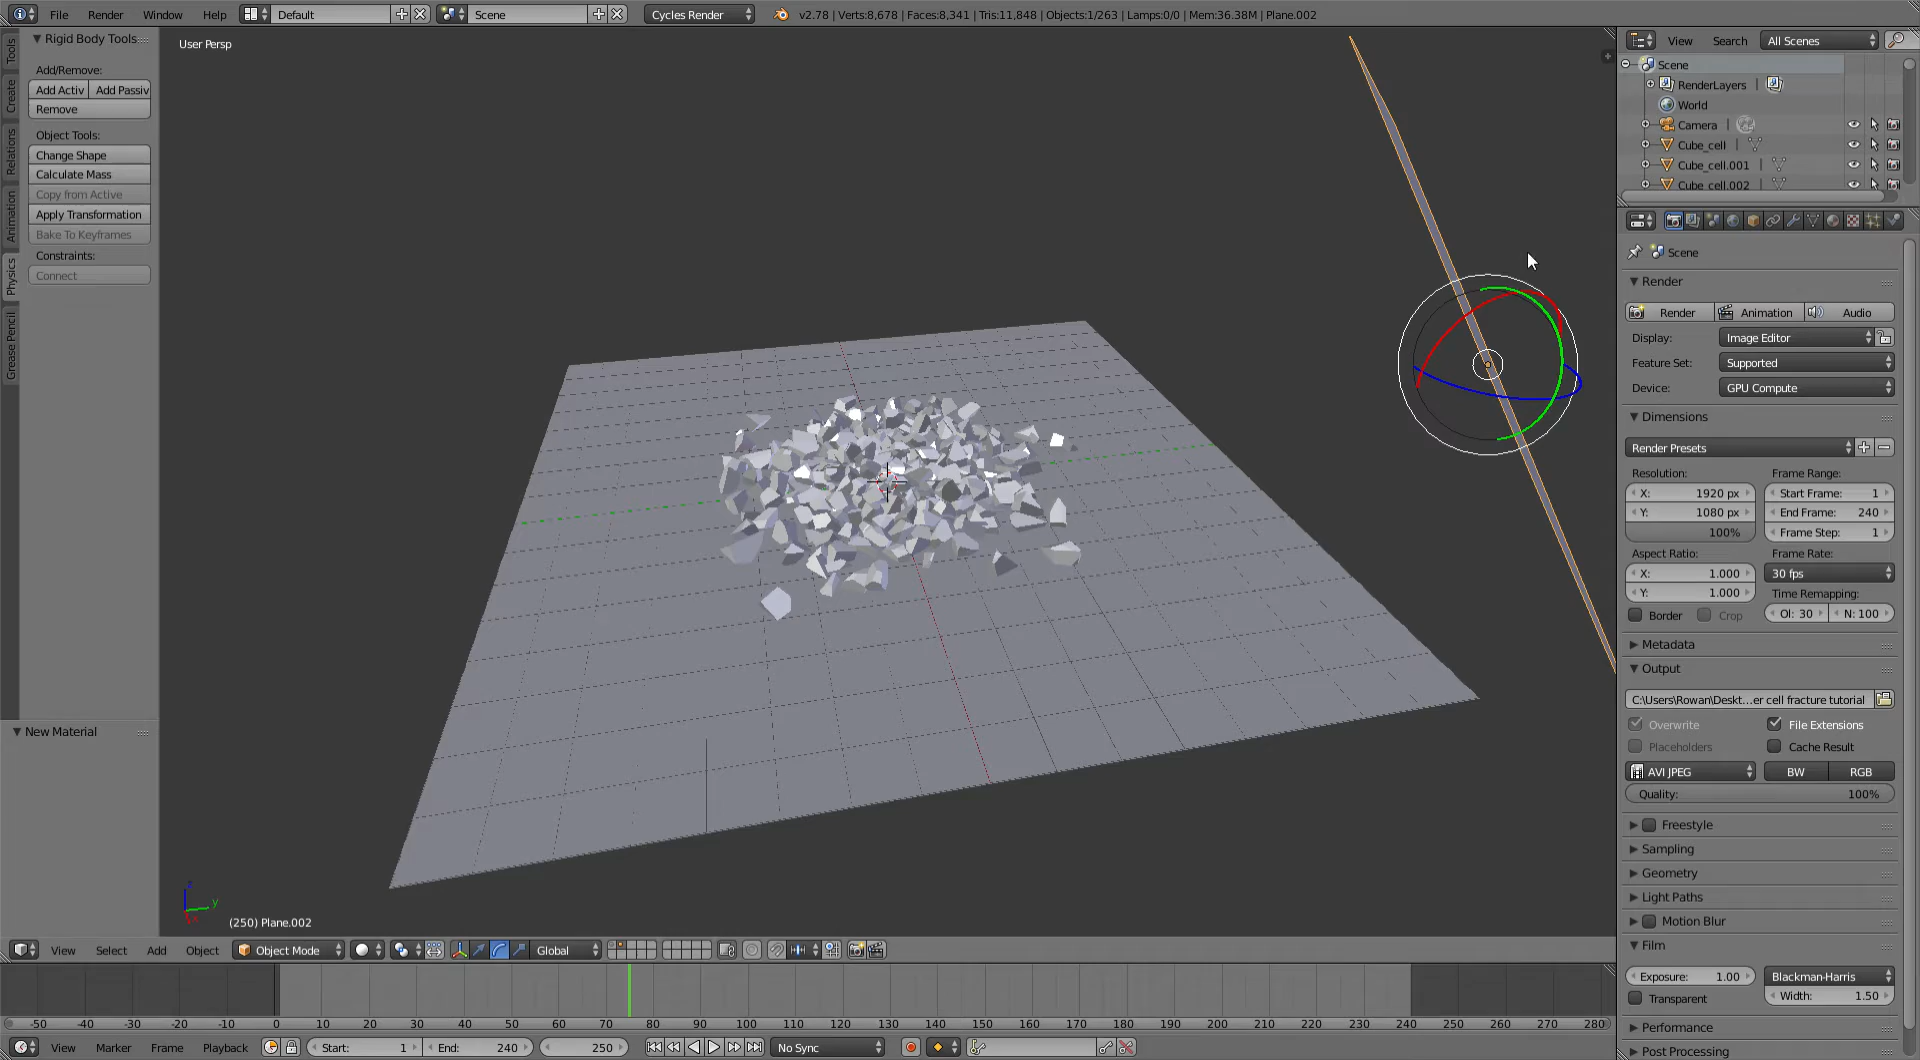 File Render Window Help Default Scene Cycles Render v2.78 | Verts:8,678 | Faces:8,341 | Tris:11,848 | Objects:1/263 | Lamps:0/0 | Mem:36.38M | Plane.002
Rigid Body Tools
Tools
Create
Relations
Animation
Physics
Grease Pencil
Add/Remove:
Add Activ Add Passiv
Remove
Object Tools:
Change Shape
Calculate Mass
Copy from Active
Apply Transformation
Bake To Keyframes
Constraints:
Connect
New Material
User Persp
z
y
(250) Plane.002
View Select Add Object Object Mode Global
-50 -40 -30 -20 -10 0 10 20 30 40 50 60 70 80 90 100 110 120 130 140 150 160 170 180 190 200 210 220 230 240 250 260 270 280
View Marker Frame Playback Start: 1 End: 240 250 No Sync
View Search All Scenes
Scene
RenderLayers |
World
Camera |
Cube_cell |
Cube_cell.001 |
Cube_cell.002 |
Scene
Render
Render Animation Audio
Display: Image Editor
Feature Set: Supported
Device: GPU Compute
Dimensions
Render Presets
Resolution: Frame Range:
X: 1920 px Start Frame: 1
Y: 1080 px End Frame: 240
100% Frame Step: 1
Aspect Ratio: Frame Rate:
X: 1.000 30 fps
Y: 1.000 Time Remapping:
Border Crop Ol: 30 N: 100
Metadata
Output
C:\Users\Rowan\Deskt...er cell fracture tutorial
Overwrite File Extensions
Placeholders Cache Result
AVI JPEG BW RGB
Quality: 100%
Freestyle
Sampling
Geometry
Light Paths
Motion Blur
Film
Exposure: 1.00 Blackman-Harris
Transparent Width: 1.50
Performance
Post Processing